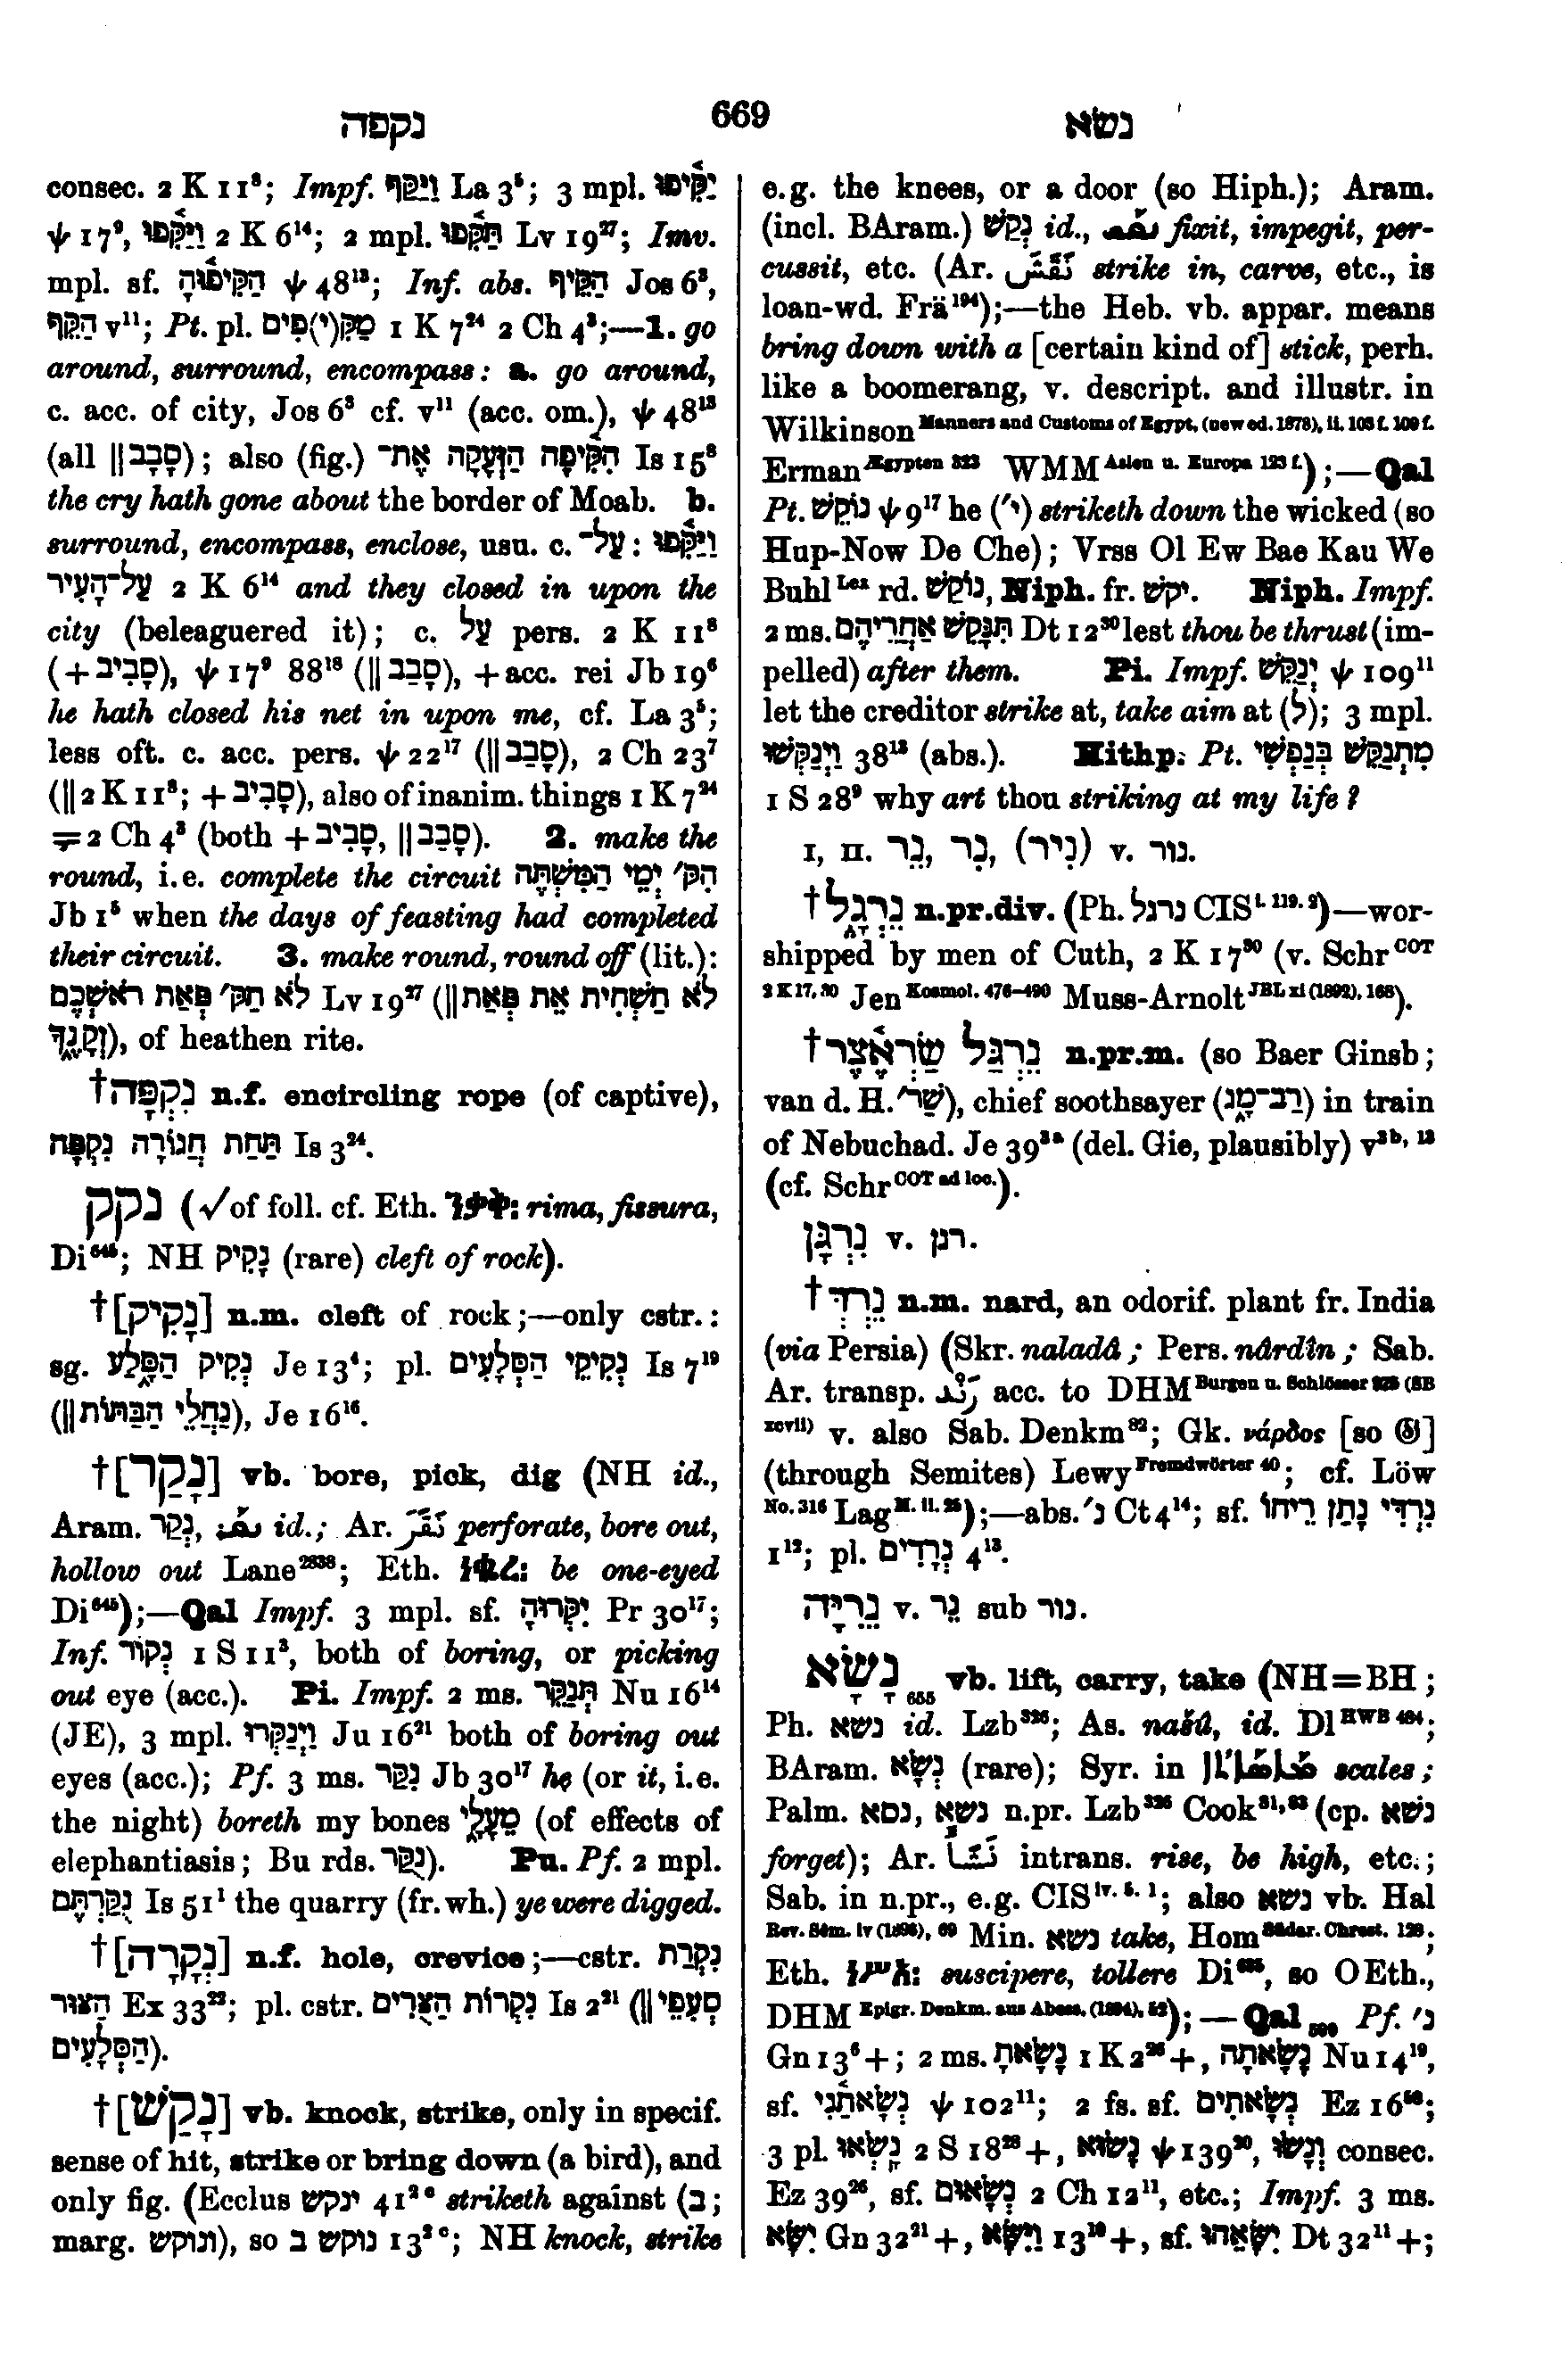 נקפה 669 נשא
consec. 2 K 11⁸; Impf. וַיַּקַּף La 3⁵; 3 mpl. יַקִּיפוּ
ψ 17⁹, וַיַּקִּפוּ 2 K 6¹⁴; 2 mpl. תַּקִּפוּ Lv 19²⁷; Imv.
mpl. sf. הַקִּיפוּהָ ψ 48¹³; Inf. abs. הַקֵּיף Jos 6³,
הַקֵּף v¹¹; Pt. pl. מַקִּ(י)פִים 1 K 7²⁴ 2 Ch 4³;—1. go
around, surround, encompass: a. go around,
c. acc. of city, Jos 6³ cf. v¹¹ (acc. om.), ψ 48¹³
(all ‖ סָבַב); also (fig.) הִקִּיפָה הַזְּעָקָה אֶת־ Is 15⁸
the cry hath gone about the border of Moab. b.
surround, encompass, enclose, usu. c. עַל־: וַיַּקִּפוּ
עַל־הָעִיר 2 K 6¹⁴ and they closed in upon the
city (beleaguered it); c. עַל pers. 2 K 11⁸
(+ סָבִיב), ψ 17⁹ 88¹⁸ (‖ סָבַב), + acc. rei Jb 19⁶
he hath closed his net in upon me, cf. La 3⁵;
less oft. c. acc. pers. ψ 22¹⁷ (‖ סָבַב), 2 Ch 23⁷
(‖ 2 K 11⁸; + סָבִיב), also of inanim. things 1 K 7²⁴
= 2 Ch 4³ (both + סָבִיב, ‖ סָבַב). 2. make the
round, i.e. complete the circuit הִקּ׳ יְמֵי הַמִּשְׁתֶּה
Jb 1⁵ when the days of feasting had completed
their circuit. 3. make round, round off (lit.):
לֹא תַקּ׳ פְּאַת רֹאשְׁכֶם Lv 19²⁷ (‖ לֹא תַשְׁחִית אֵת פְּאַת
זְקָנֶךָ), of heathen rite.
†נִקְפָּה n.f. encircling rope (of captive),
תַּחַת חֲגוֹרָה נִקְפָּה Is 3²⁴.
נקק (√ of foll. cf. Eth. ንቃቅ: rima, fissura,
Di⁶⁴⁵; NH נָקִיק (rare) cleft of rock).
†[נָקִיק] n.m. cleft of rock;—only cstr.:
sg. נְקִיק הַסָּלַע Je 13⁴; pl. נְקִיקֵי הַסְּלָעִים Is 7¹⁹
(‖ נַחֲלֵי הַבַּתּוֹת), Je 16¹⁶.
†[נָקַר] vb. bore, pick, dig (NH id.,
Aram. נְקַר, ܢܩܰܪ id.; Ar. نَقَرَ perforate, bore out,
hollow out Lane²⁸³⁸; Eth. ነቈረ: be one-eyed
Di⁶⁴⁵);—Qal Impf. 3 mpl. sf. יִקְּרוּהָ Pr 30¹⁷;
Inf. נְקוֹר 1 S 11², both of boring, or picking
out eye (acc.). Pi. Impf. 2 ms. תְּנַקֵּר Nu 16¹⁴
(JE), 3 mpl. וַיְנַקְּרוּ Ju 16²¹ both of boring out
eyes (acc.); Pf. 3 ms. נִקַּר Jb 30¹⁷ he (or it, i.e.
the night) boreth my bones מֵעָלָי (of effects of
elephantiasis; Bu rds. נֻקַּר). Pu. Pf. 2 mpl.
נֻקַּרְתֶּם Is 51¹ the quarry (fr. wh.) ye were digged.
†[נְקָרָה] n.f. hole, crevice;—cstr. נִקְרַת
הַצּוּר Ex 33²²; pl. cstr. נִקְרוֹת הַצֻּרִים Is 2²¹ (‖ סְעִפֵי
הַסְּלָעִים).
†[נָקַשׁ] vb. knock, strike, only in specif.
sense of hit, strike or bring down (a bird), and
only fig. (Ecclus ינקש 41²ᶜ striketh against (ב;
marg. ונוקש), so נוקש ב 13²ᶜ; NH knock, strike
e.g. the knees, or a door (so Hiph.); Aram.
(incl. BAram.) נְקַשׁ id., ܢܩܰܫ fixit, impegit, per-
cussit, etc. (Ar. نَقَشَ strike in, carve, etc., is
loan-wd. Frä¹⁹⁴);—the Heb. vb. appar. means
bring down with a [certain kind of] stick, perh.
like a boomerang, v. descript. and illustr. in
Wilkinson Manners and Customs of Egypt, (new ed. 1878), ii. 103 f. 109 f.
Erman Ægypten 323 WMM Asien u. Europa 123 f.);—Qal
Pt. נוֹקֵשׁ ψ 9¹⁷ he (י׳) striketh down the wicked (so
Hup-Now De Che); Vrss Ol Ew Bae Kau We
Buhl Lex rd. נוֹקַשׁ, Niph. fr. יקשׁ. Niph. Impf.
2 ms. תִּנָּקֵשׁ אַחֲרֵיהֶם Dt 12³⁰ lest thou be thrust (im-
pelled) after them. Pi. Impf. יְנַקֵּשׁ ψ 109¹¹
let the creditor strike at, take aim at (לְ); 3 mpl.
וַיְנַקְשׁוּ 38¹³ (abs.). Hithp. Pt. מִתְנַקֵּשׁ בְּנַפְשִׁי
1 S 28⁹ why art thou striking at my life?
I, II. נֵר, נִר, (נִיר) v. נור.
†נֵרְגַל n.pr.div. (Ph. נרגל CIS i. 119. 2)—wor-
shipped by men of Cuth, 2 K 17³⁰ (v. Schr COT
2 K 17, 30 Jen Kosmol. 476–490 Muss-Arnolt JBL xi (1892), 168).
†נֵרְגַּל שַׂרְאֶצֶר n.pr.m. (so Baer Ginsb;
van d. H. שַׁר׳), chief soothsayer (רַב־מָג) in train
of Nebuchad. Je 39³ᵃ (del. Gie, plausibly) v³ᵇ, ¹³
(cf. Schr COT ad loc.).
נִרְגָּן v. רגן.
†נֵרְדְּ n.m. nard, an odorif. plant fr. India
(via Persia) (Skr. naladâ; Pers. nârdîn; Sab.
Ar. transp. رَنْد acc. to DHM Burgen u. Schlösser (SB
xcvii) v. also Sab. Denkm⁸²; Gk. νάρδος [so 𝔊]
(through Semites) Lewy Fremdwörter 40; cf. Löw
No. 316 Lag M. ii. 25);—abs. נ׳ Ct 4¹⁴; sf. נִרְדִּי נָתַן רֵיחוֹ
1¹²; pl. נְרָדִים 4¹³.
נֵרִיָּה v. נֵר sub נור.
נָשָׂא ₆₅₅ vb. lift, carry, take (NH=BH;
Ph. נשא id. Lzb³²⁶; As. našû, id. Dl HWB 484;
BAram. נְשָׂא (rare); Syr. in scales;
Palm. נסא, נשא n.pr. Lzb³²⁶ Cook⁸¹,⁸³ (cp. נשׁא
forget); Ar. نَشَأَ intrans. rise, be high, etc.;
Sab. in n.pr., e.g. CIS iv. 5. 1; also נשא vb. Hal
Rev. Sém. iv (1896), 69 Min. נשא take, Hom Südar. Chrest. 128;
Eth. ነሥአ: suscipere, tollere Di⁶³⁵, so OEth.,
DHM Epigr. Denkm. aus Abess. (1894), 52);—Qal Pf. נ׳
Gn 13⁶+; 2 ms. נָשָׂאתָ 1 K 2²⁶+, נָשָׂאתָה Nu 14¹⁹,
sf. נְשָׂאתַנִי ψ 102¹¹; 2 fs. sf. נְשָׂאתִים Ez 16⁵⁸;
3 pl. נָשְׂאוּ 2 S 18²⁸+, נָשׂוּא ψ 139²⁰, וְנָשׂוּ consec.
Ez 39²⁶, sf. נְשָׂאוּם 2 Ch 12¹¹, etc.; Impf. 3 ms.
יִשָּׂא Gn 32²¹+, וַיִּשָּׂא 13¹⁰+, sf. יִשָּׂאֵהוּ Dt 32¹¹+;